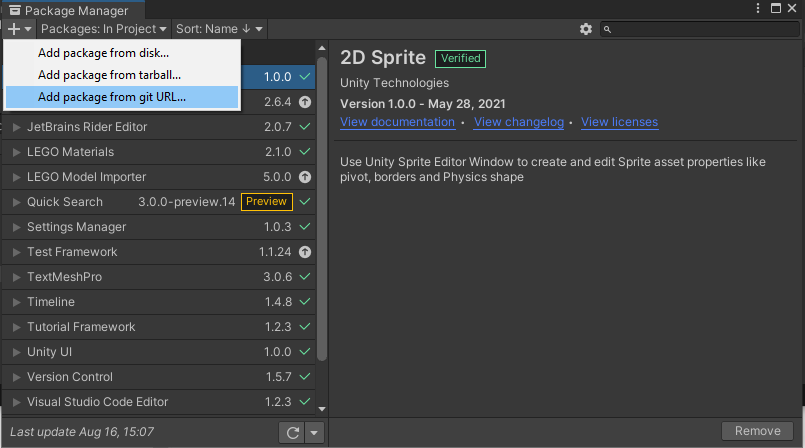 Package Manager
Packages: In Project
Sort: Name ↓
Add package from disk...
Add package from tarball...
Add package from git URL...
1.0.0
2.6.4
JetBrains Rider Editor 2.0.7
LEGO Materials 2.1.0
LEGO Model Importer 5.0.0
Quick Search 3.0.0-preview.14 Preview
Settings Manager 1.0.3
Test Framework 1.1.24
TextMeshPro 3.0.6
Timeline 1.4.8
Tutorial Framework 1.2.3
Unity UI 1.0.0
Version Control 1.5.7
Visual Studio Code Editor 1.2.3
Last update Aug 16, 15:07
2D Sprite Verified
Unity Technologies
Version 1.0.0 - May 28, 2021
View documentation • View changelog • View licenses
Use Unity Sprite Editor Window to create and edit Sprite asset properties like
pivot, borders and Physics shape
Remove